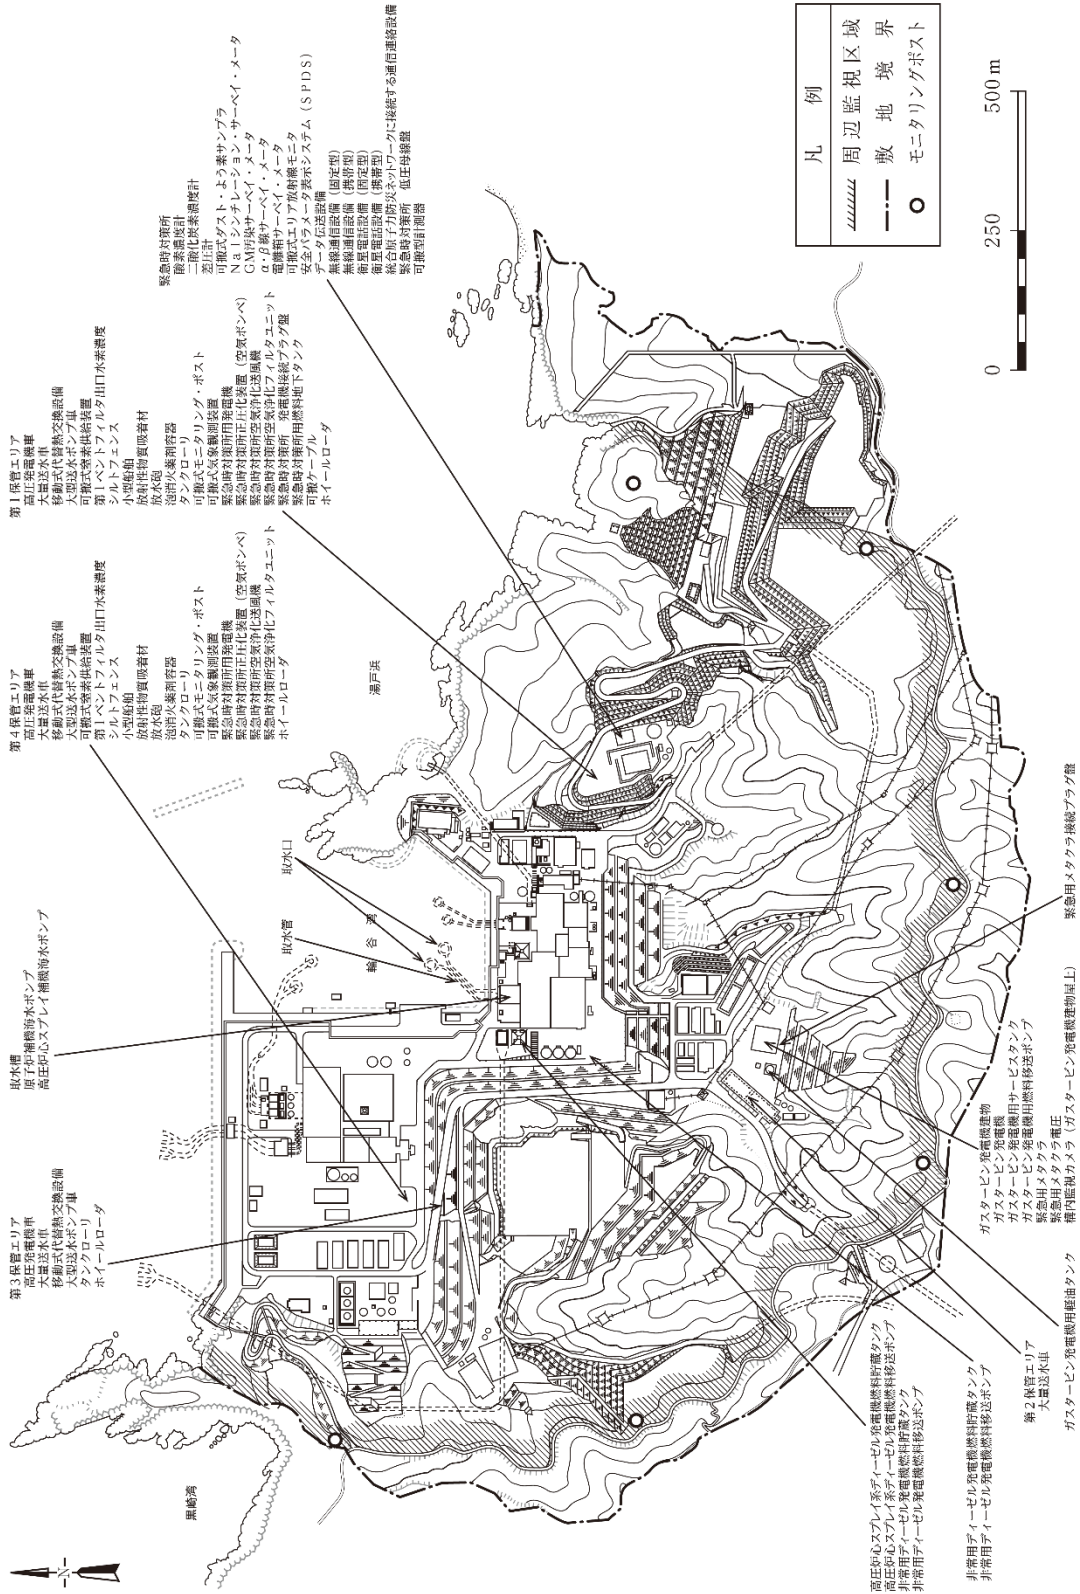 第3保管エリア
高圧発電機車
大量送水車
移動式代替熱交換設備
大型送水ポンプ車
タンクローリ
ホイールローダ
取水槽
原子炉補機海水ポンプ
高圧炉心スプレイ補機海水ポンプ
第4保管エリア
高圧発電機車
大量送水車
移動式代替熱交換設備
大型送水ポンプ車
可搬式窒素供給装置
第1ベントフィルタ出口水素濃度
シルトフェンス
小型船舶
放射性物質吸着材
放水砲
泡消火薬剤容器
タンクローリ
可搬式モニタリング・ポスト
可搬式気象観測装置
緊急時対策所用発電機
緊急時対策所正圧化装置（空気ボンベ）
緊急時対策所空気浄化送風機
緊急時対策所空気浄化フィルタユニット
ホイールローダ
第1保管エリア
高圧発電機車
大量送水車
移動式代替熱交換設備
大型送水ポンプ車
可搬式窒素供給装置
第1ベントフィルタ出口水素濃度
シルトフェンス
小型船舶
放射性物質吸着材
放水砲
泡消火薬剤容器
タンクローリ
可搬式モニタリング・ポスト
可搬式気象観測装置
緊急時対策所用発電機
緊急時対策所正圧化装置（空気ボンベ）
緊急時対策所空気浄化送風機
緊急時対策所空気浄化フィルタユニット
緊急時対策所　発電機接続プラグ盤
緊急時対策所用燃料地下タンク
可搬ケーブル
ホイールローダ
緊急時対策所
酸素濃度計
二酸化炭素濃度計
差圧計
可搬式ダスト・よう素サンプラ
NaIシンチレーション・サーベイ・メータ
GM汚染サーベイ・メータ
α・β線サーベイ・メータ
電離箱サーベイ・メータ
可搬式エリア放射線モニタ
安全パラメータ表示システム（SPDS）
データ伝送設備
無線通信設備（固定型）
無線通信設備（携帯型）
衛星電話設備（固定型）
衛星電話設備（携帯型）
統合原子力防災ネットワークに接続する通信連絡設備
緊急時対策所　低圧母線盤
可搬型計測器
N
黒崎湾
取水管
取水口
輪谷湾
湯戸浜
高圧炉心スプレイ系ディーゼル発電機燃料貯蔵タンク
高圧炉心スプレイ系ディーゼル発電機燃料移送ポンプ
非常用ディーゼル発電機燃料貯蔵タンク
非常用ディーゼル発電機燃料移送ポンプ
非常用ディーゼル発電機燃料貯蔵タンク
非常用ディーゼル発電機燃料移送ポンプ
第2保管エリア
大量送水車
ガスタービン発電機用軽油タンク
ガスタービン発電機建物
ガスタービン発電機
ガスタービン発電機用サービスタンク
ガスタービン発電機用燃料移送ポンプ
緊急用メタクラ
緊急用メタクラ電圧
構内監視カメラ（ガスタービン発電機建物屋上）
緊急用メタクラ接続プラグ盤
凡例
周辺監視区域
敷地境界
モニタリングポスト
0 250 500m